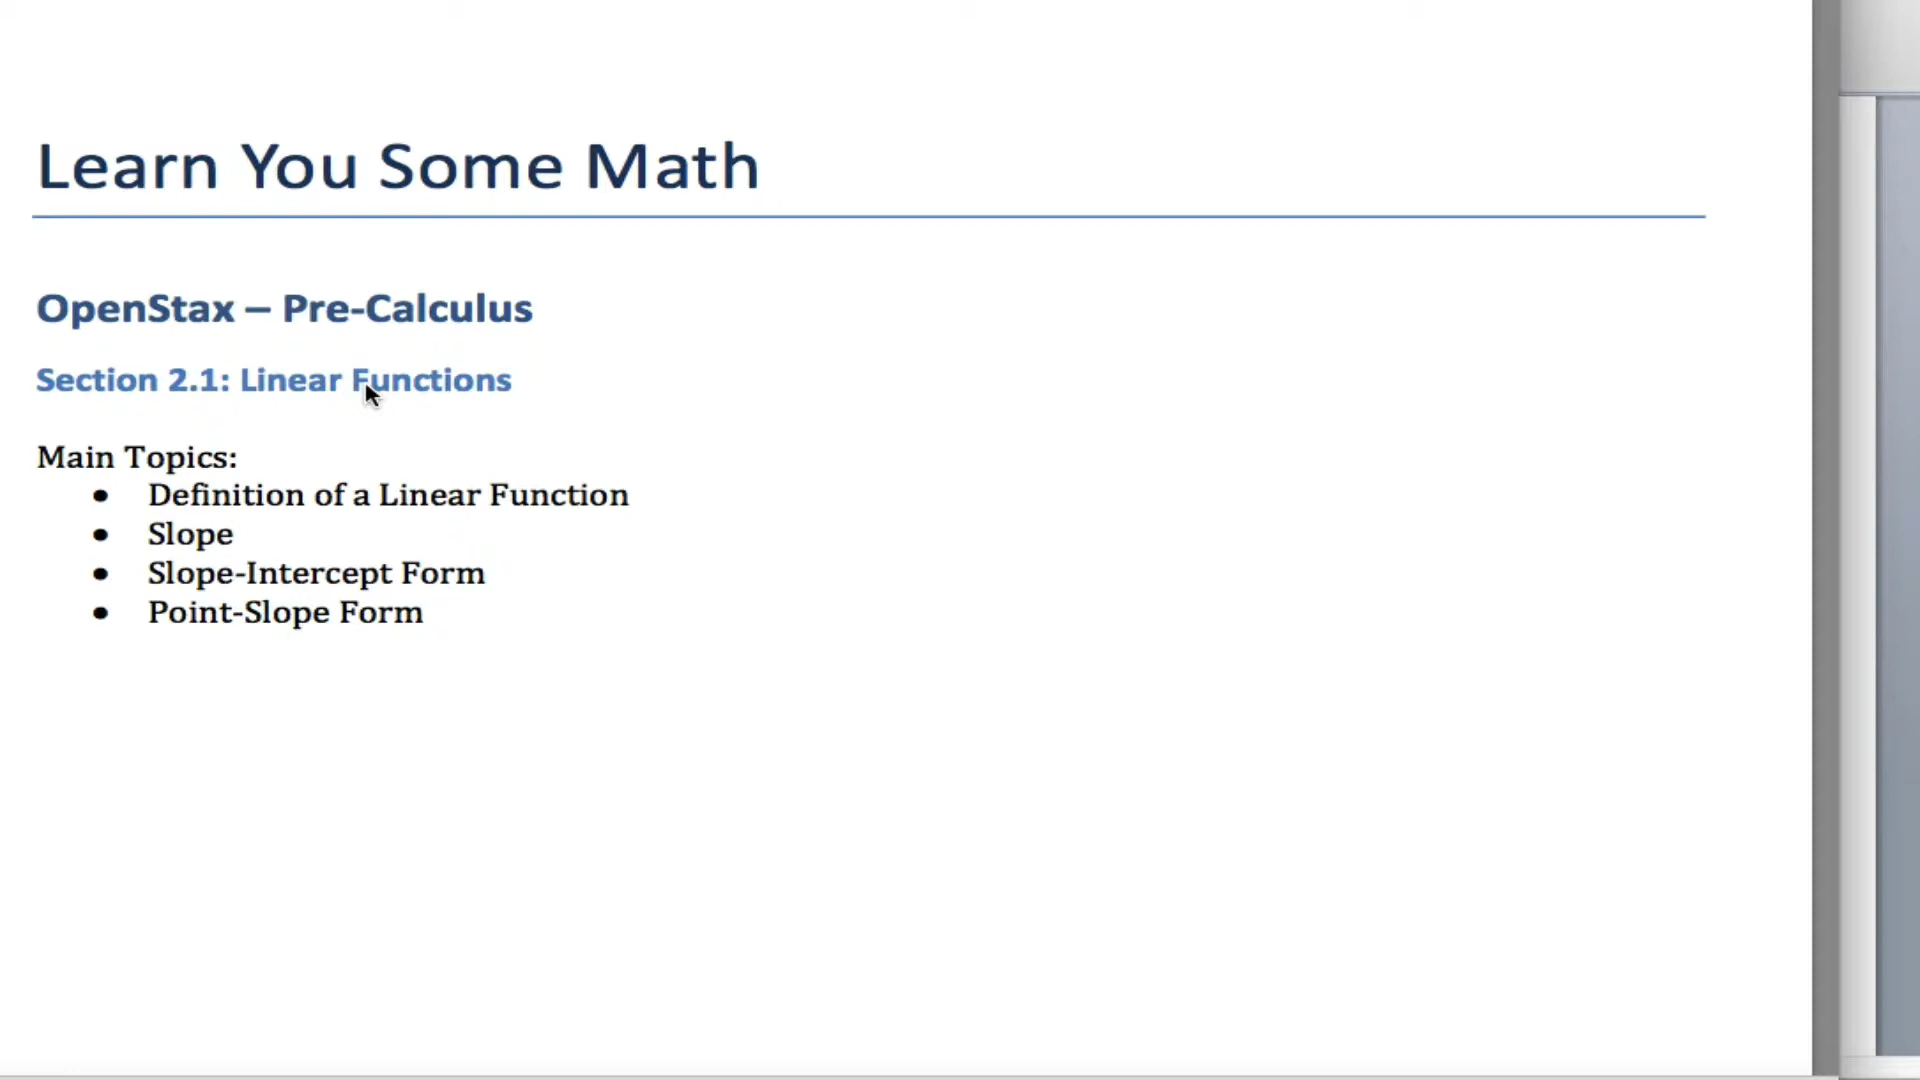 Learn You Some Math
OpenStax – Pre-Calculus
Section 2.1: Linear Functions
Main Topics:
• Definition of a Linear Function
• Slope
• Slope-Intercept Form
• Point-Slope Form